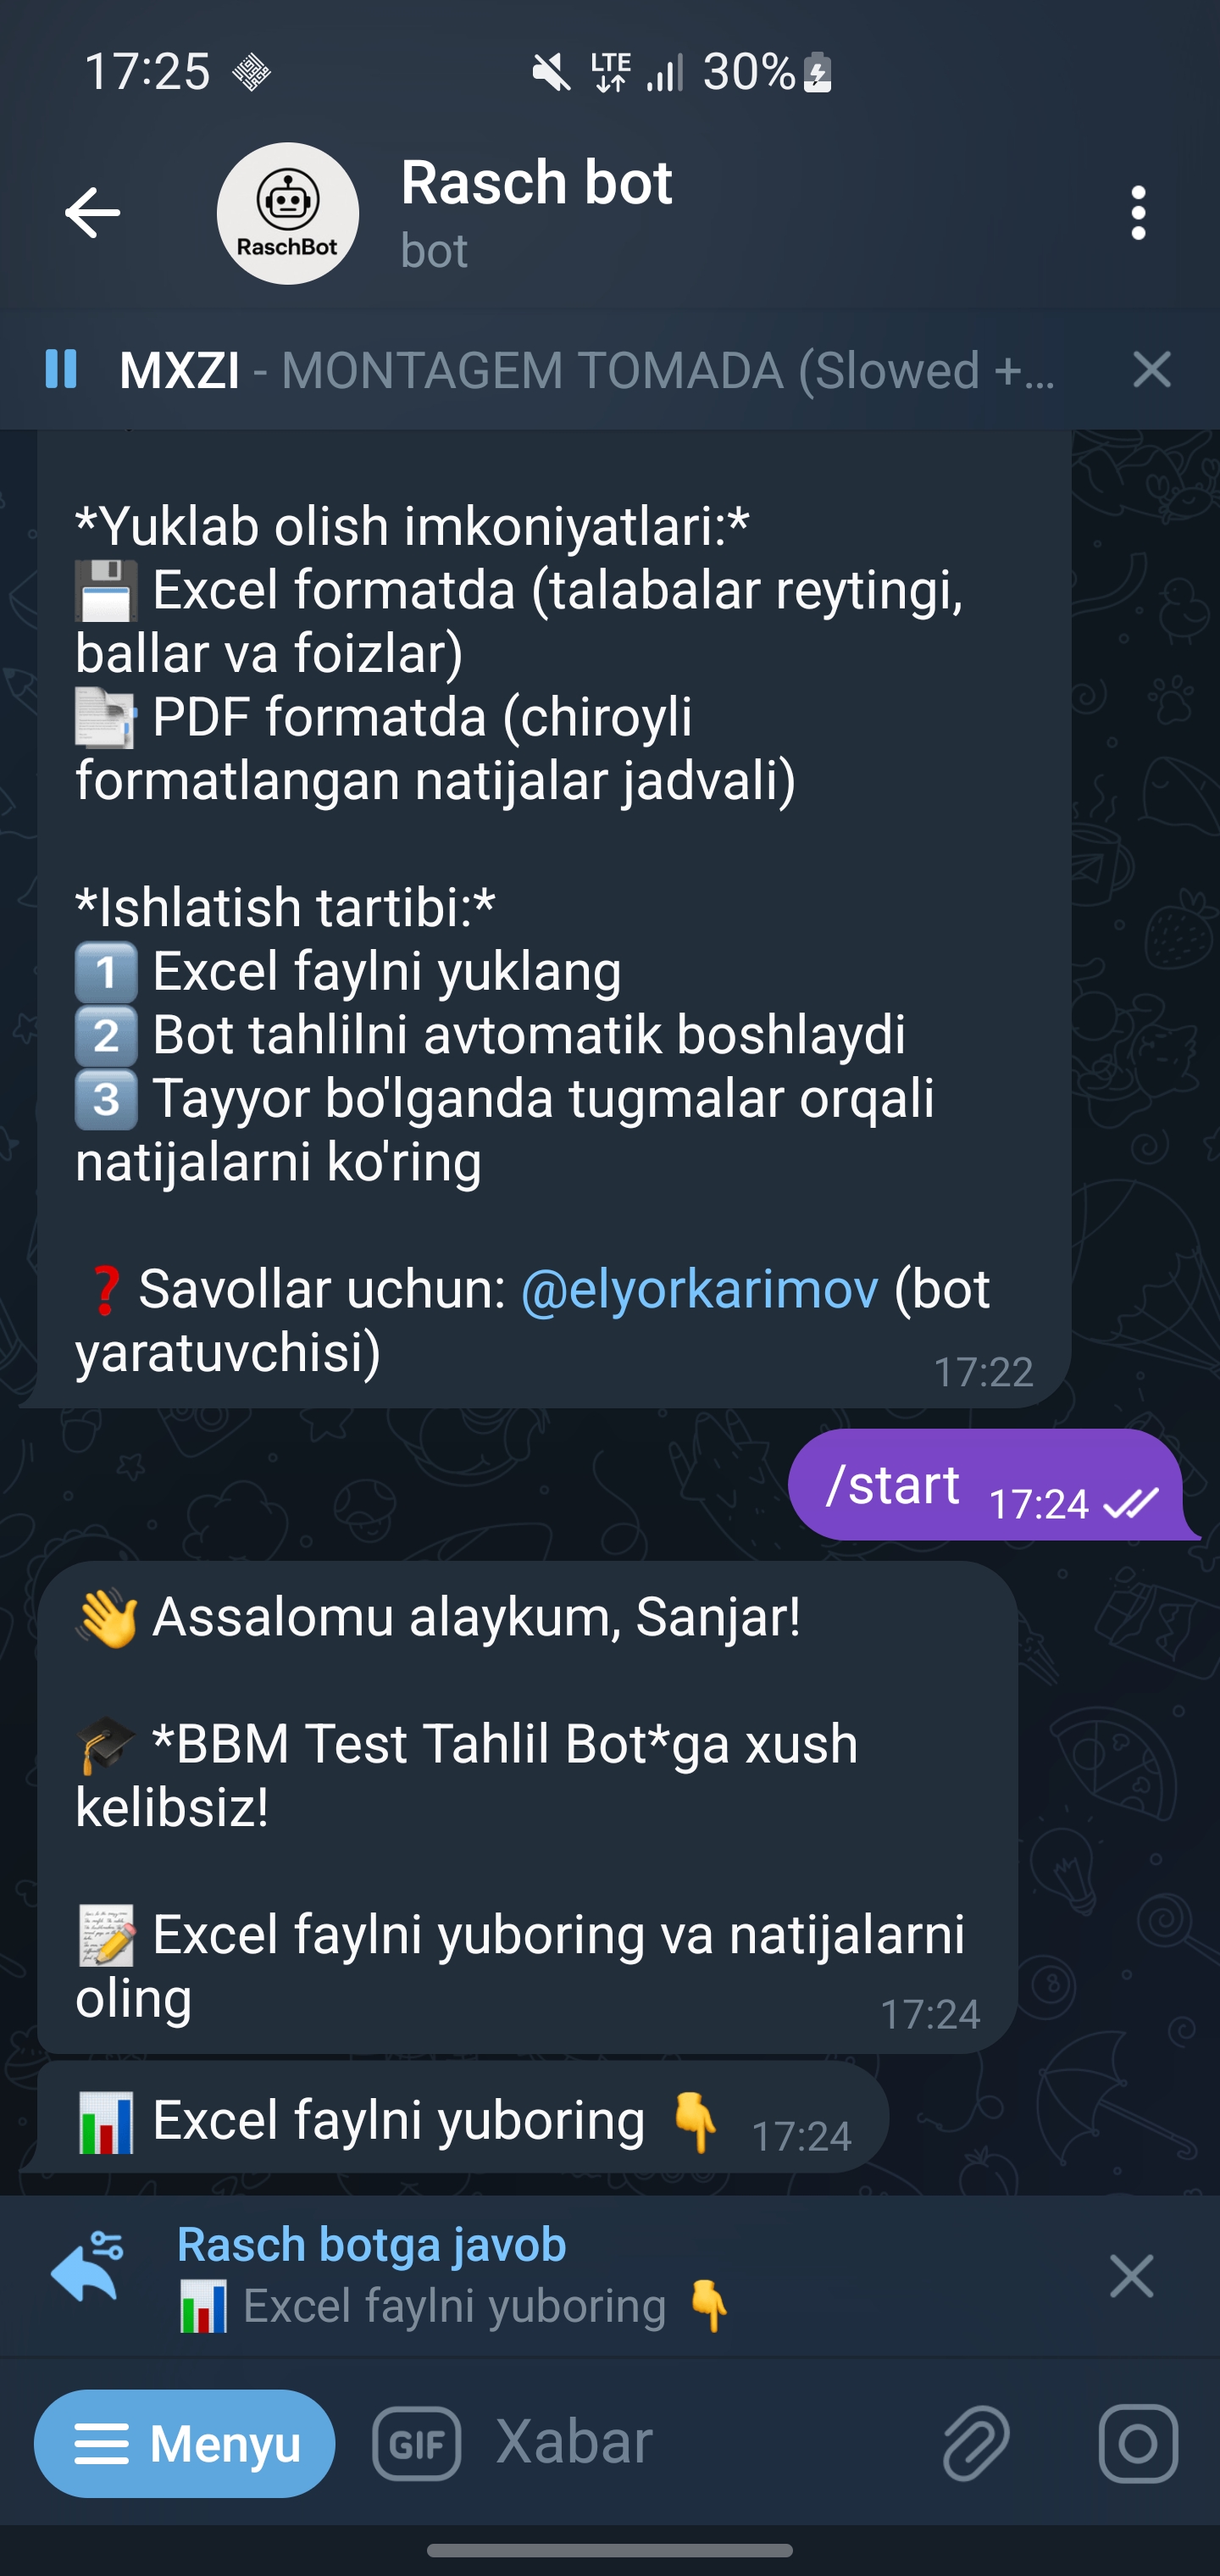 17:25
LTE
30%
Rasch bot
RaschBot
bot
MXZI - MONTAGEM TOMADA (Slowed +...
*Yuklab olish imkoniyatlari:*
Excel formatda (talabalar reytingi,
ballar va foizlar)
PDF formatda (chiroyli
formatlangan natijalar jadvali)
*Ishlatish tartibi:*
1 Excel faylni yuklang
2 Bot tahlilni avtomatik boshlaydi
3 Tayyor bo'lganda tugmalar orqali
natijalarni ko'ring
❓ Savollar uchun: @elyorkarimov (bot
yaratuvchisi)
17:22
/start 17:24
👋 Assalomu alaykum, Sanjar!
🎓 *BBM Test Tahlil Bot*ga xush
kelibsiz!
📝 Excel faylni yuboring va natijalarni
oling
17:24
📊 Excel faylni yuboring 👇 17:24
Rasch botga javob
📊 Excel faylni yuboring 👇
Menyu
GIF
Xabar